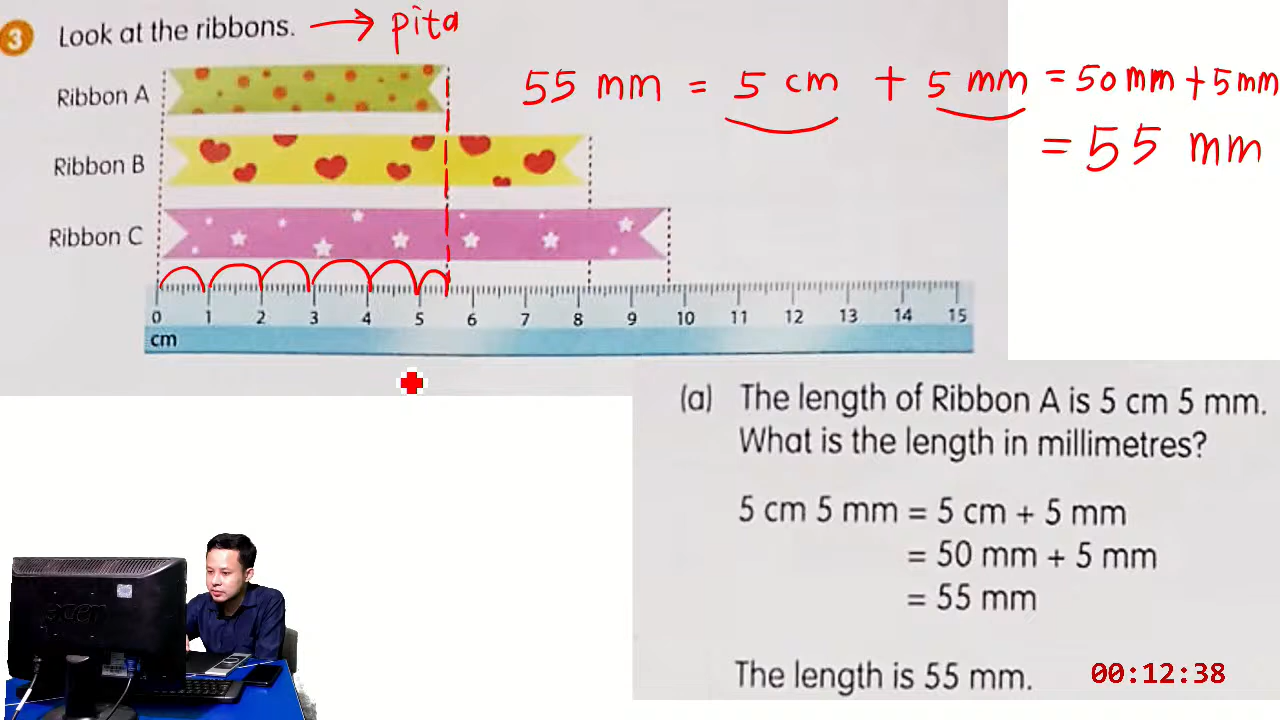 3 Look at the ribbons. → pita
Ribbon A
55 mm = 5 cm + 5 mm = 50 mm + 5 mm
= 55 mm
Ribbon B
Ribbon C
0 1 2 3 4 5 6 7 8 9 10 11 12 13 14 15
cm
(a) The length of Ribbon A is 5 cm 5 mm.
What is the length in millimetres?
5 cm 5 mm = 5 cm + 5 mm
= 50 mm + 5 mm
= 55 mm
The length is 55 mm.
00:12:38
acer